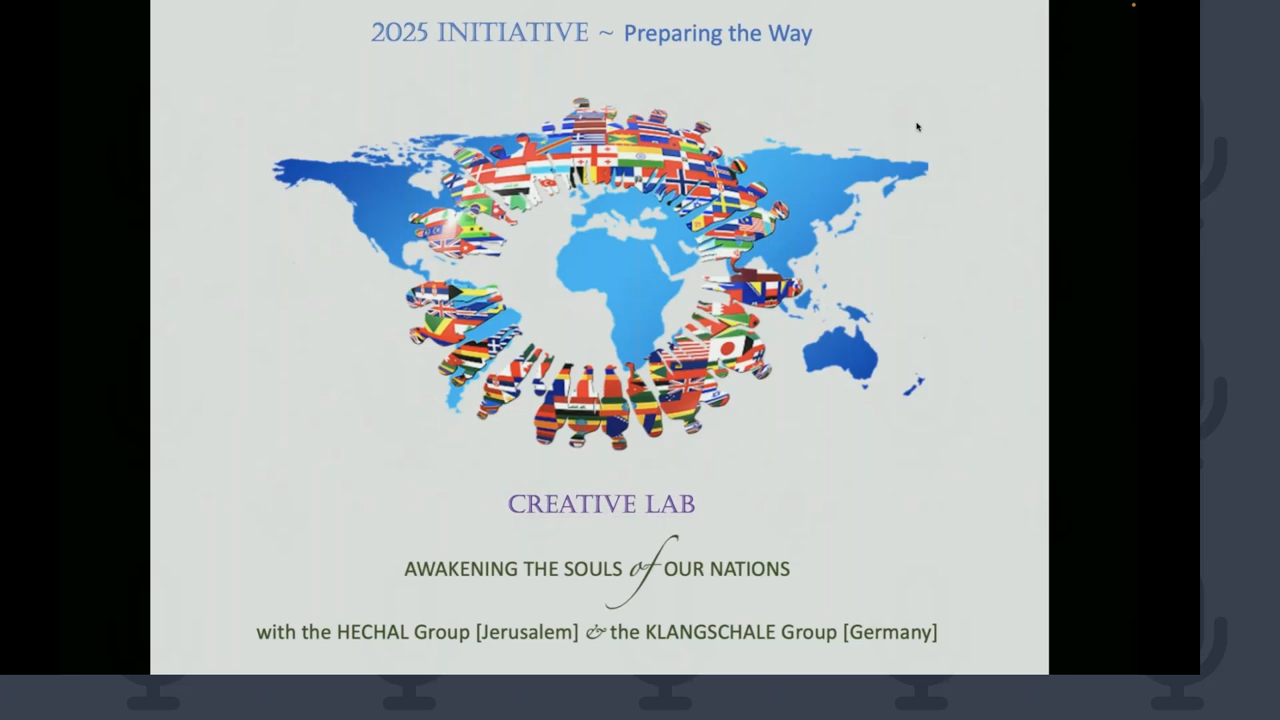 2025 INITIATIVE ~ Preparing the Way
CREATIVE LAB
AWAKENING THE SOULS of OUR NATIONS
with the HECHAL Group [Jerusalem] & the KLANGSCHALE Group [Germany]